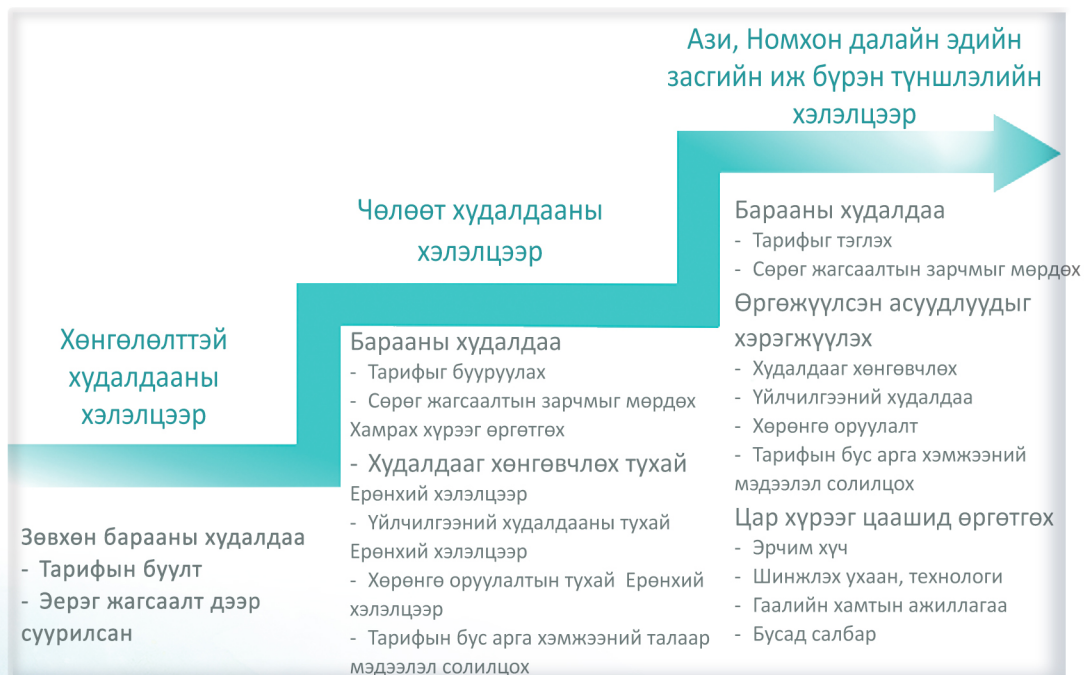 Хөнгөлөлттэй
худалдааны
хэлэлцээр
Зөвхөн барааны худалдаа
- Тарифын буулт
- Эерэг жагсаалт дээр
суурилсан
Чөлөөт худалдааны
хэлэлцээр
Барааны худалдаа
- Тарифыг бууруулах
- Сөрөг жагсаалтын зарчмыг мөрдөх
Хамрах хүрээг өргөтгөх
- Худалдааг хөнгөвчлөх тухай
Ерөнхий хэлэлцээр
- Үйлчилгээний худалдааны тухай
Ерөнхий хэлэлцээр
- Хөрөнгө оруулалтын тухай Ерөнхий
хэлэлцээр
- Тарифын бус арга хэмжээний талаар
мэдээлэл солилцох
Ази, Номхон далайн эдийн
засгийн иж бүрэн түншлэлийн
хэлэлцээр
Барааны худалдаа
- Тарифыг тэглэх
- Сөрөг жагсаалтын зарчмыг мөрдөх
Өргөжүүлсэн асуудлуудыг
хэрэгжүүлэх
- Худалдааг хөнгөвчлөх
- Үйлчилгээний худалдаа
- Хөрөнгө оруулалт
- Тарифын бус арга хэмжээний
мэдээлэл солилцох
Цар хүрээг цаашид өргөтгөх
- Эрчим хүч
- Шинжлэх ухаан, технологи
- Гаалийн хамтын ажиллагаа
- Бусад салбар